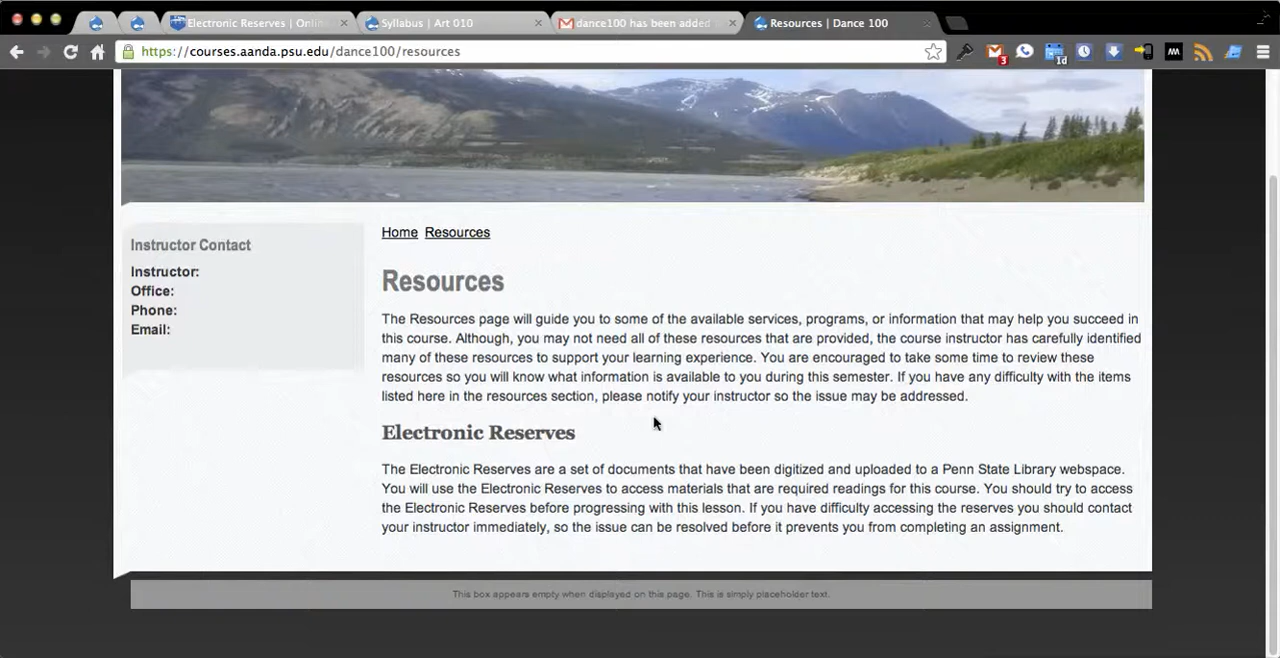 Electronic Reserves | Onlin
Syllabus | Art 010
dance100 has been added
Resources | Dance 100
https://courses.aanda.psu.edu/dance100/resources
3
1d
Home Resources
Instructor Contact
Instructor:
Office:
Phone:
Email:
Resources
The Resources page will guide you to some of the available services, programs, or information that may help you succeed in
this course. Although, you may not need all of these resources that are provided, the course instructor has carefully identified
many of these resources to support your learning experience. You are encouraged to take some time to review these
resources so you will know what information is available to you during this semester. If you have any difficulty with the items
listed here in the resources section, please notify your instructor so the issue may be addressed.
Electronic Reserves
The Electronic Reserves are a set of documents that have been digitized and uploaded to a Penn State Library webspace.
You will use the Electronic Reserves to access materials that are required readings for this course. You should try to access
the Electronic Reserves before progressing with this lesson. If you have difficulty accessing the reserves you should contact
your instructor immediately, so the issue can be resolved before it prevents you from completing an assignment.
This box appears empty when displayed on this page. This is simply placeholder text.